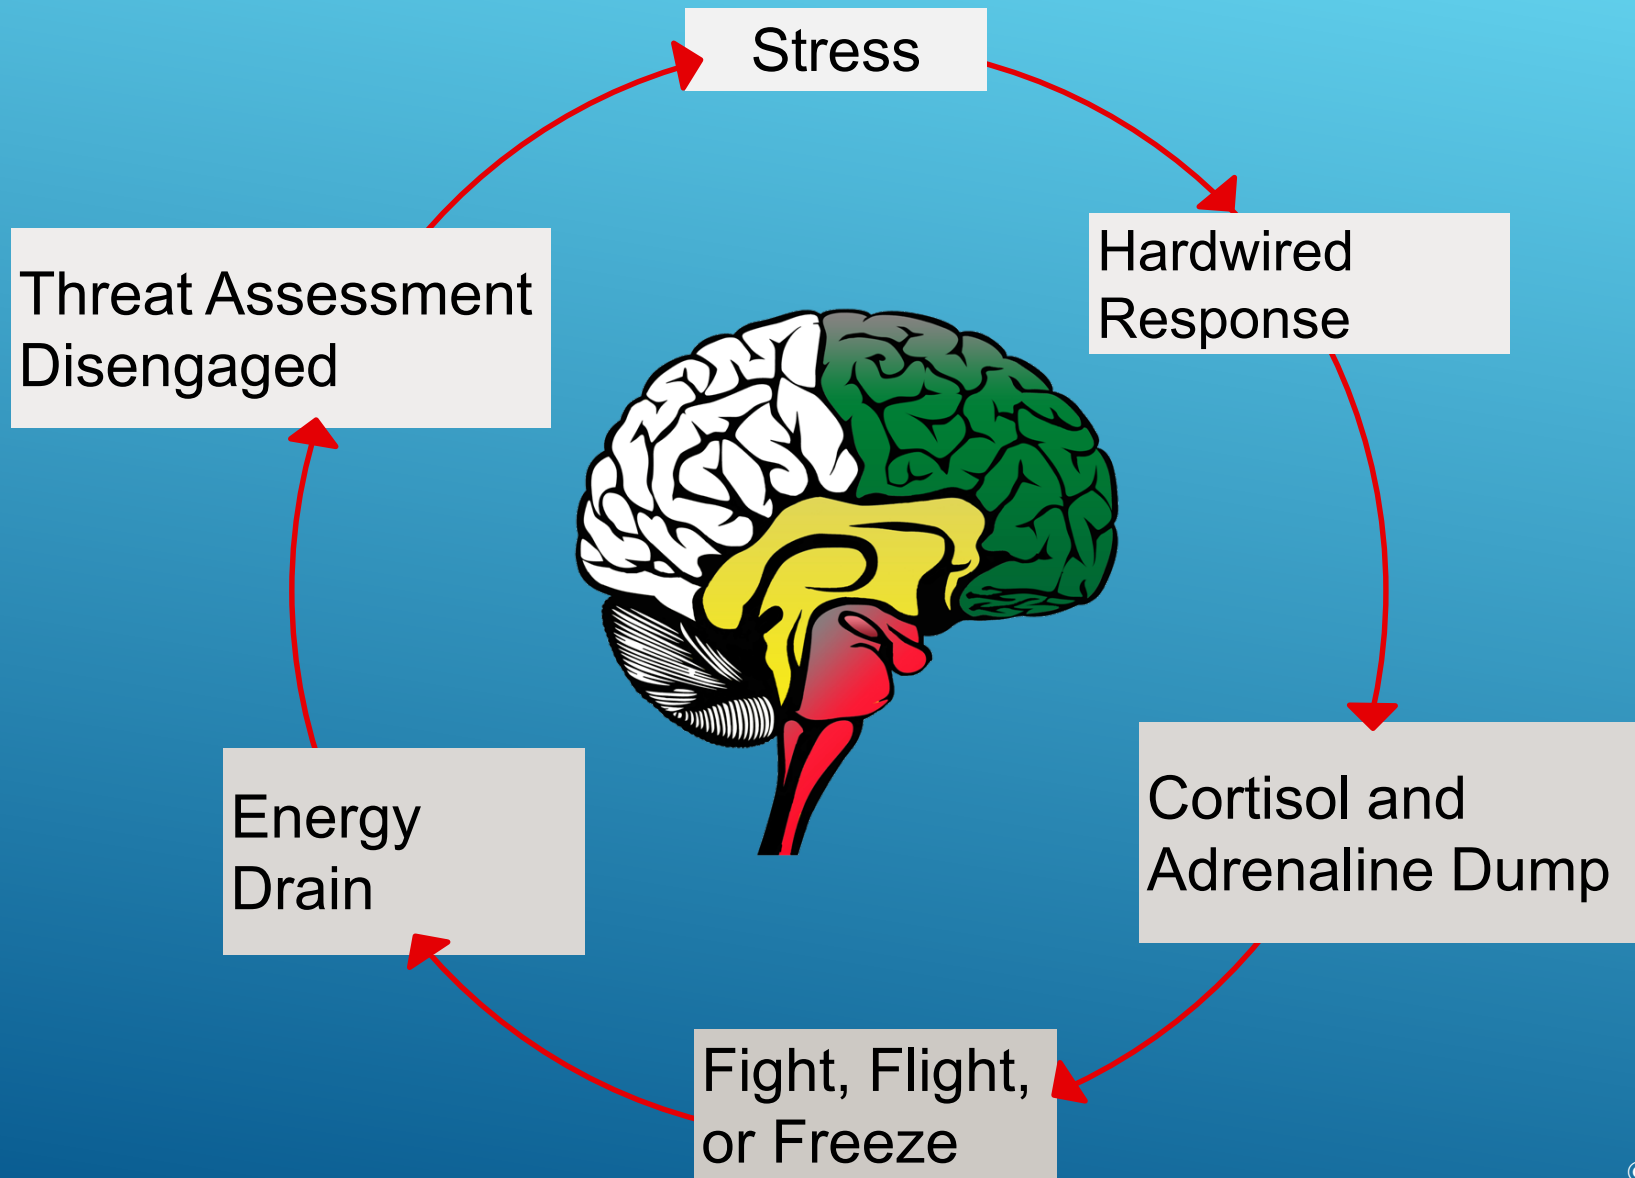 Stress
Hardwired
Response
Cortisol and
Adrenaline Dump
Fight, Flight,
or Freeze
Energy
Drain
Threat Assessment
Disengaged
©